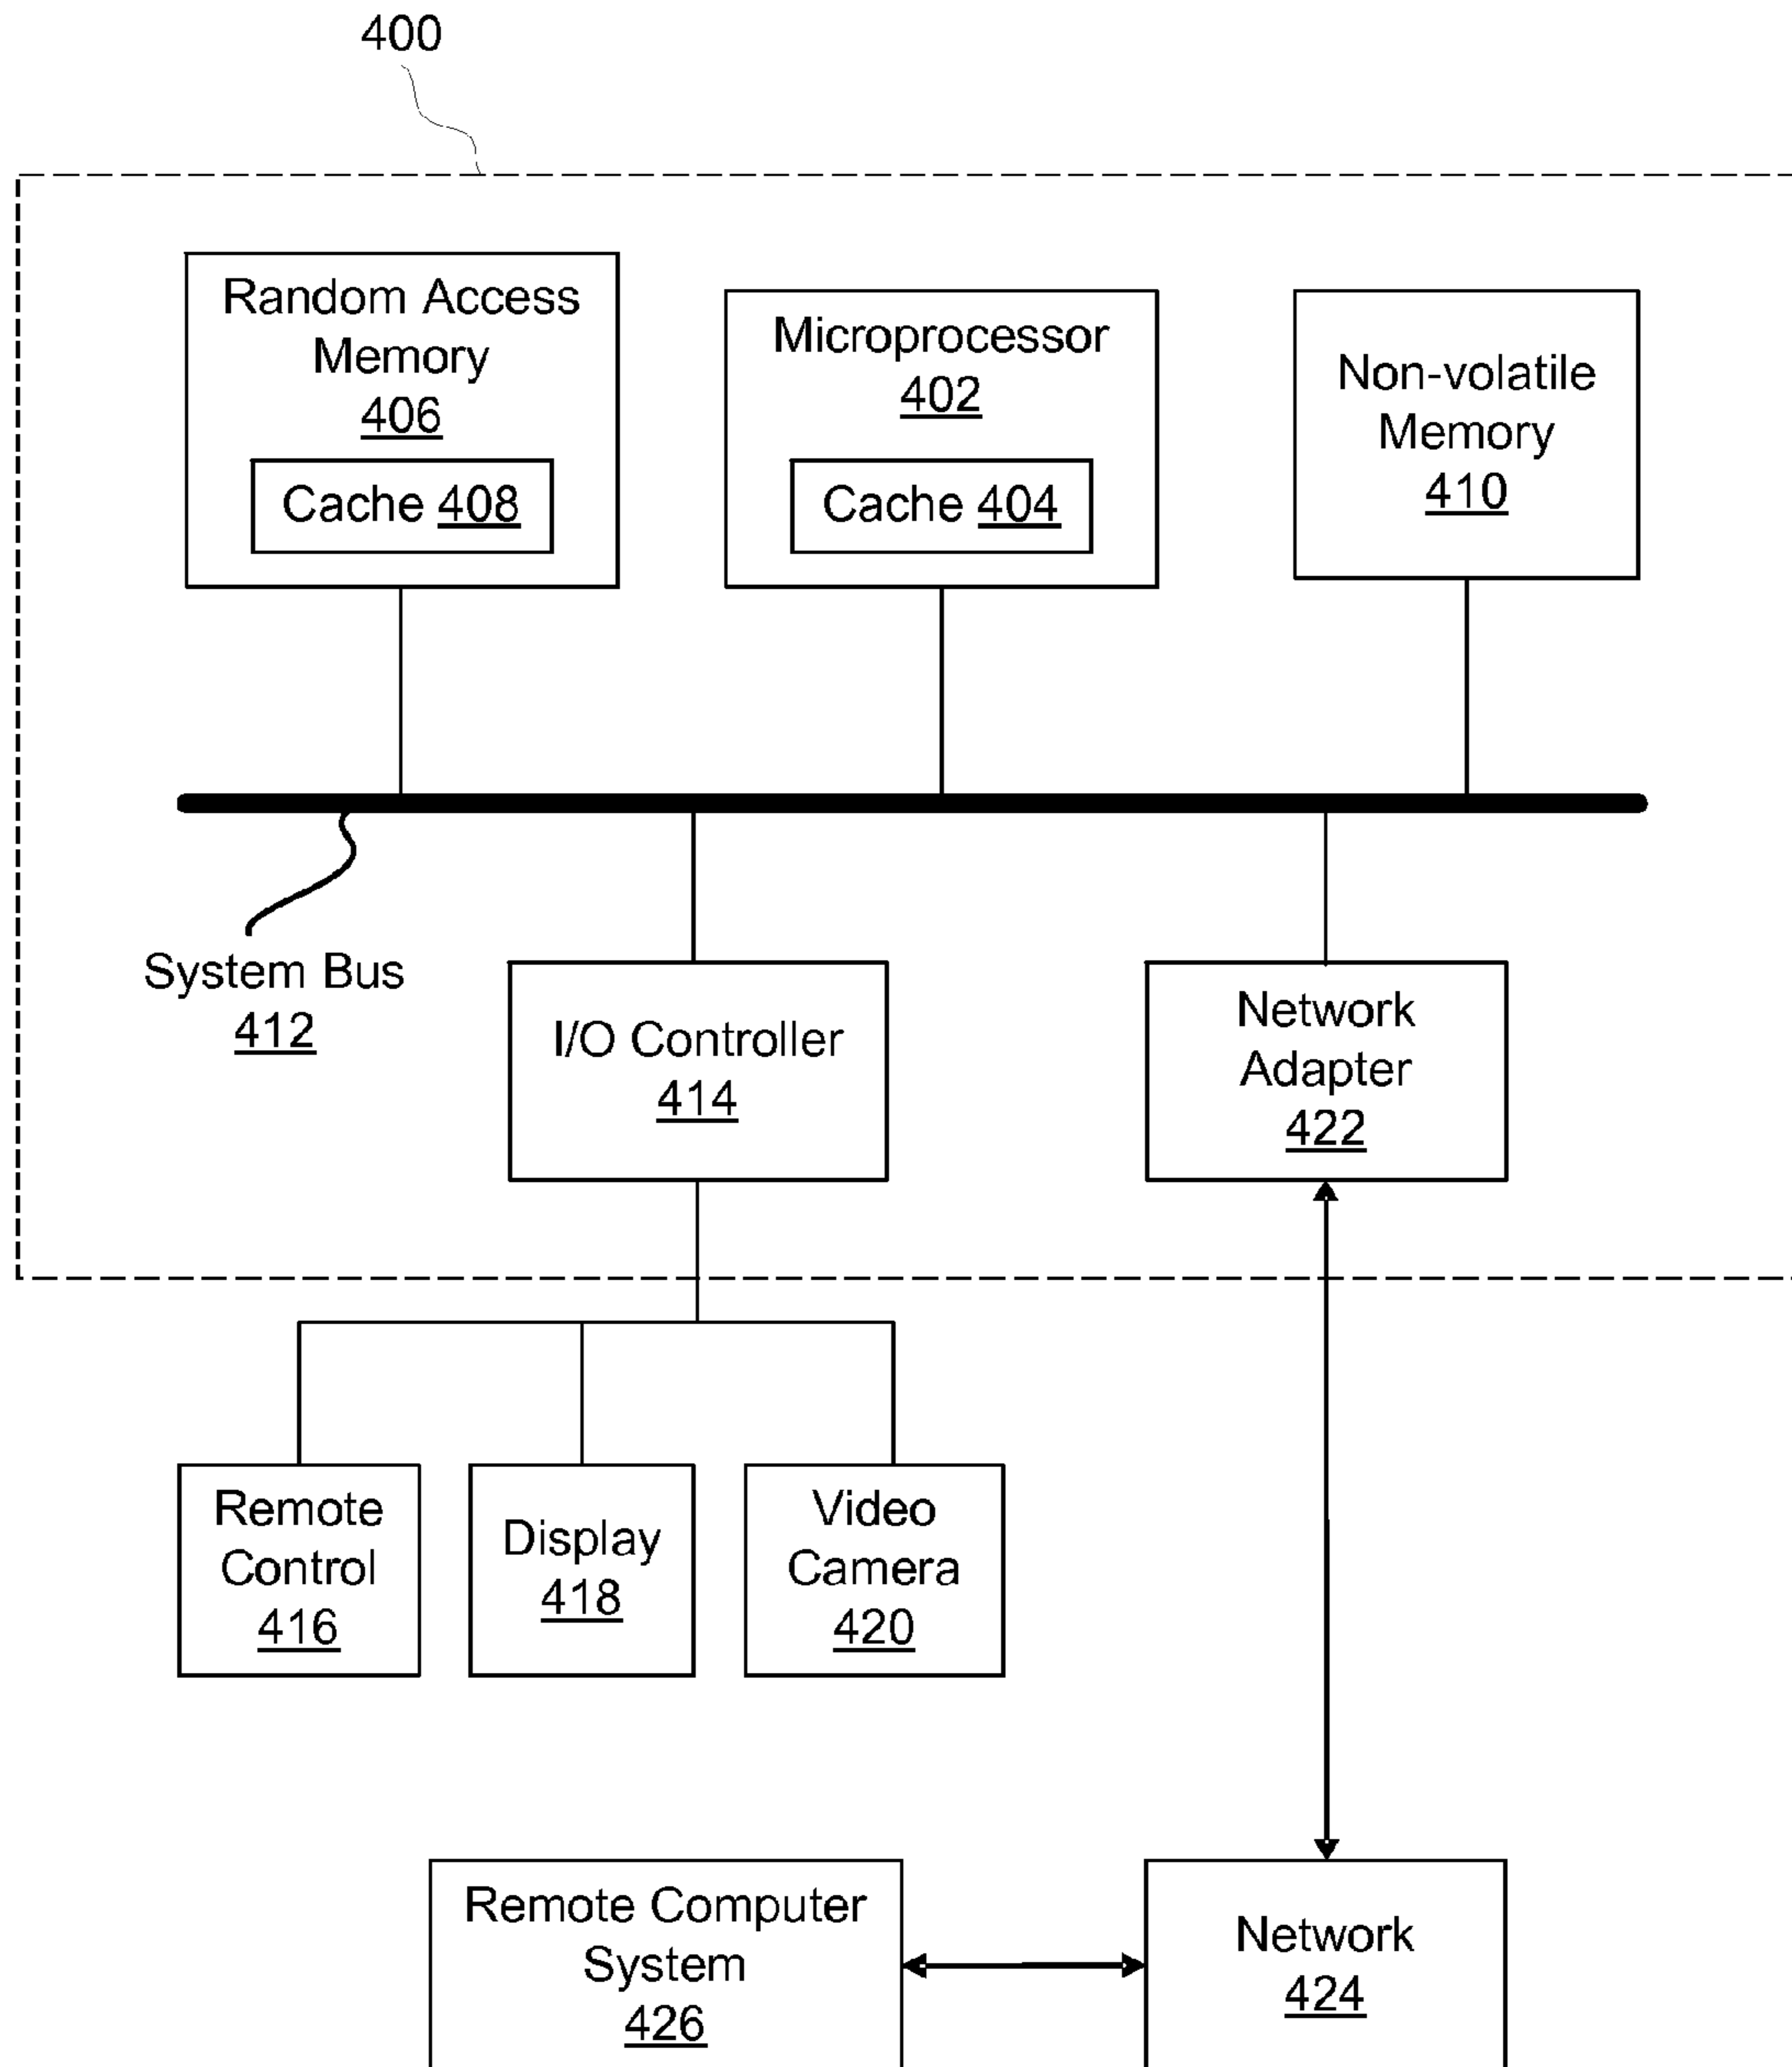 400
Random Access
Memory
406
Cache 408
Microprocessor
402
Cache 404
Non-volatile
Memory
410
System Bus
412
I/O Controller
414
Network
Adapter
422
Remote
Control
416
Display
418
Video
Camera
420
Remote Computer
System
426
Network
424